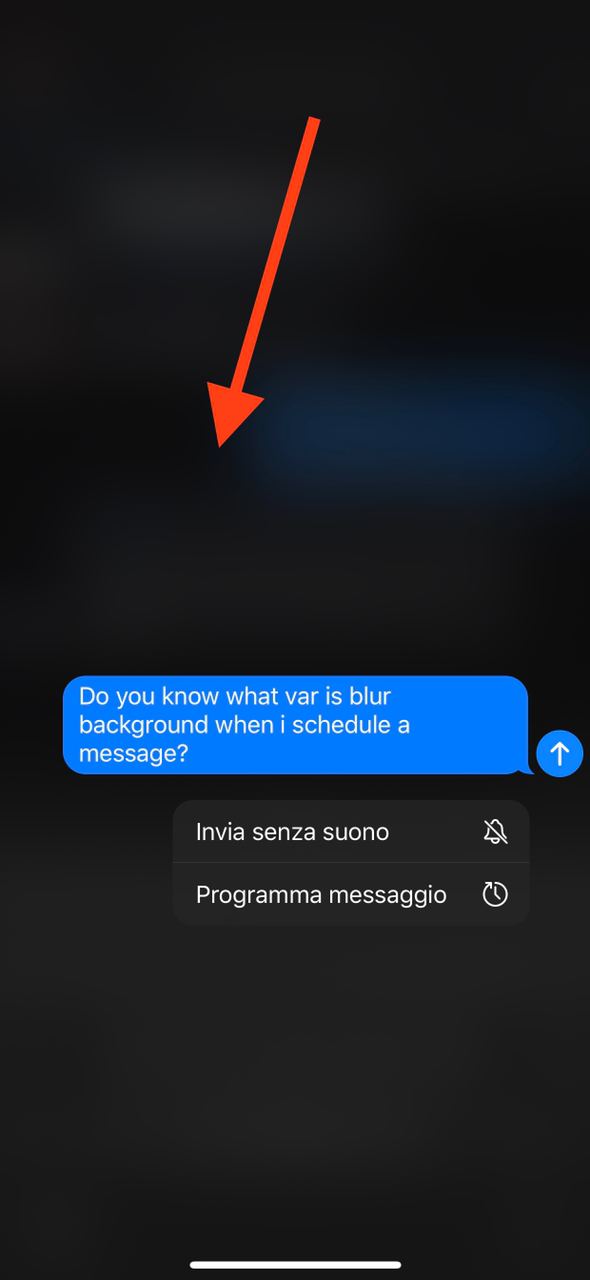 Do you know what var is blur
background when i schedule a
message?
Invia senza suono
Programma messaggio